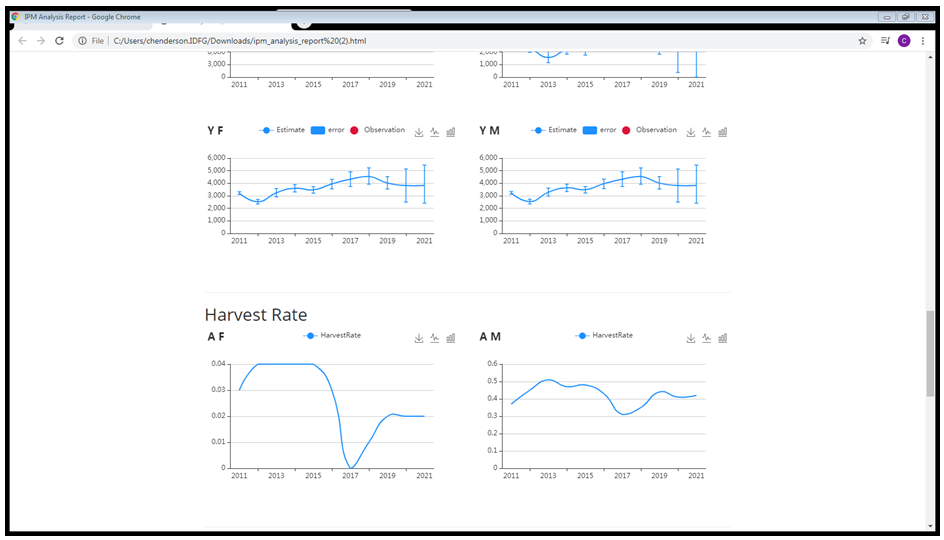 IPM Analysis Report - Google Chrome
File | C:/Users/chenderson.IDFG/Downloads/ipm_analysis_report%20(2).html
C
3,000
0
2011 2013 2015 2017 2019 2021
2,000
1,000
0
2011 2013 2015 2017 2019 2021
Y F
Estimate error Observation
6,000
5,000
4,000
3,000
2,000
1,000
0
2011 2013 2015 2017 2019 2021
Y M
Estimate error Observation
6,000
5,000
4,000
3,000
2,000
1,000
0
2011 2013 2015 2017 2019 2021
Harvest Rate
A F
HarvestRate
0.04
0.03
0.02
0.01
0
2011 2013 2015 2017 2019 2021
A M
HarvestRate
0.6
0.5
0.4
0.3
0.2
0.1
0
2011 2013 2015 2017 2019 2021